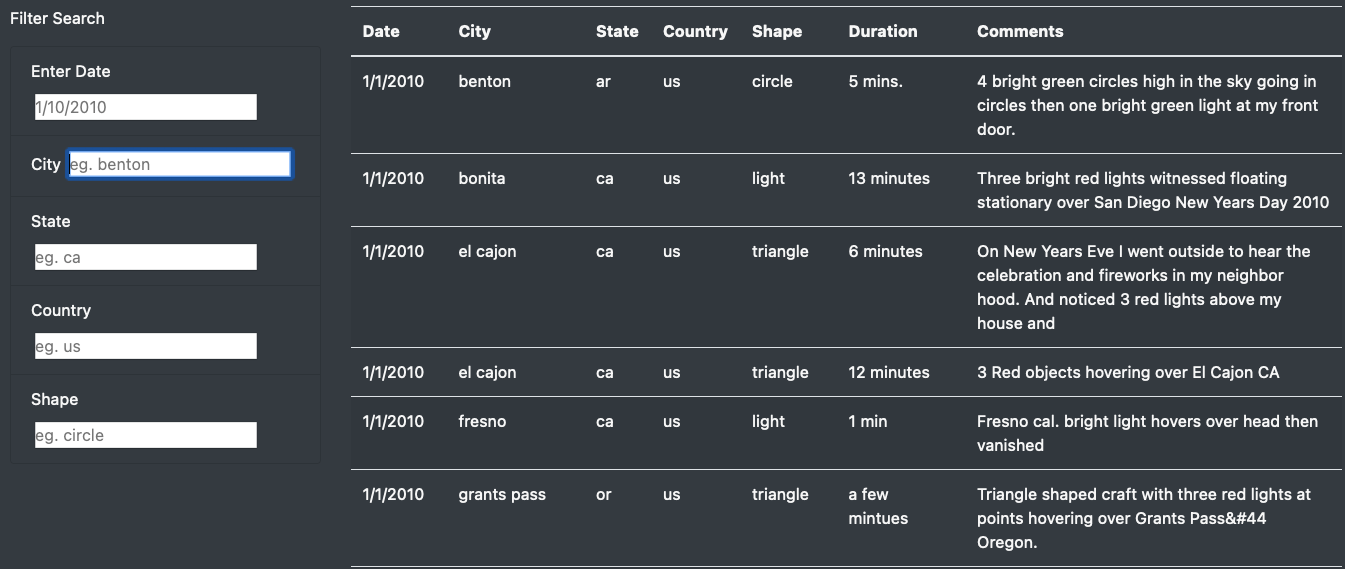 Filter Search
Enter Date
1/10/2010
City eg. benton
State
eg. ca
Country
eg. us
Shape
eg. circle
Date City State Country Shape Duration Comments
1/1/2010 benton ar us circle 5 mins. 4 bright green circles high in the sky going in
circles then one bright green light at my front
door.
1/1/2010 bonita ca us light 13 minutes Three bright red lights witnessed floating
stationary over San Diego New Years Day 2010
1/1/2010 el cajon ca us triangle 6 minutes On New Years Eve I went outside to hear the
celebration and fireworks in my neighbor
hood. And noticed 3 red lights above my
house and
1/1/2010 el cajon ca us triangle 12 minutes 3 Red objects hovering over El Cajon CA
1/1/2010 fresno ca us light 1 min Fresno cal. bright light hovers over head then
vanished
1/1/2010 grants pass or us triangle a few Triangle shaped craft with three red lights at
mintues points hovering over Grants Pass&#44
Oregon.